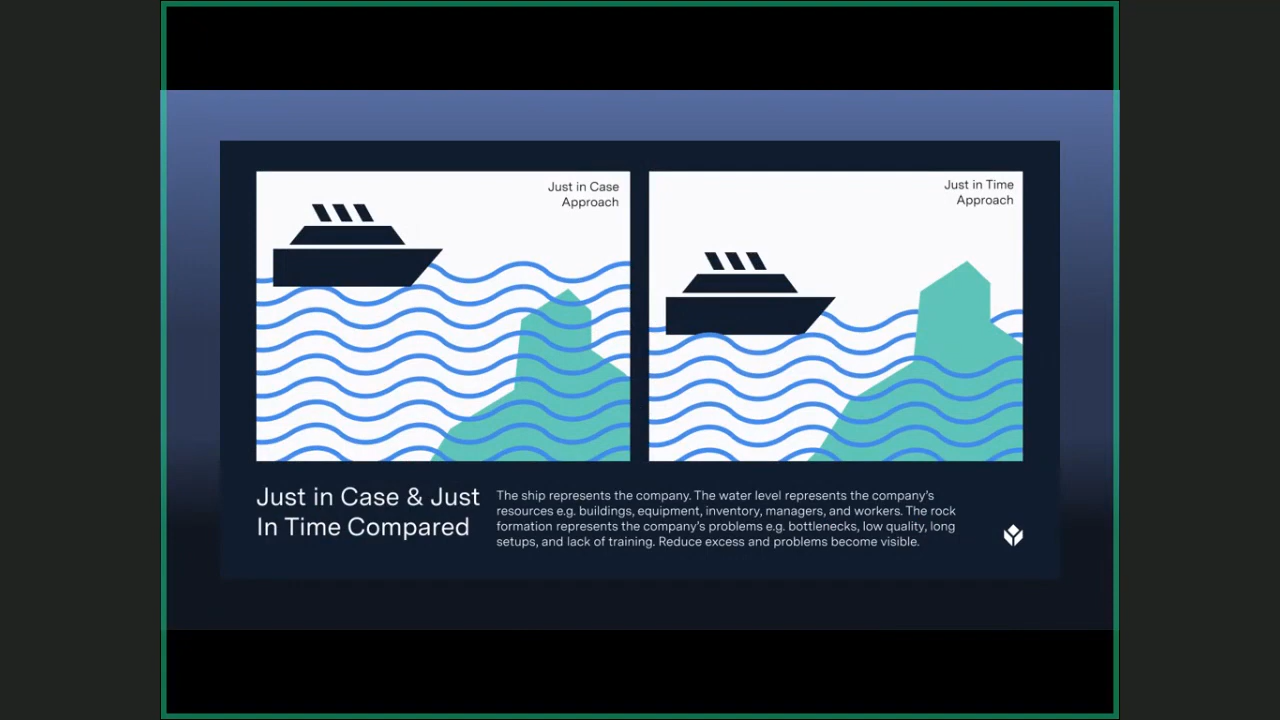 Just in Case
Approach
Just in Time
Approach
Just in Case & Just
In Time Compared
The ship represents the company. The water level represents the company’s
resources e.g. buildings, equipment, inventory, managers, and workers. The rock
formation represents the company’s problems e.g. bottlenecks, low quality, long
setups, and lack of training. Reduce excess and problems become visible.